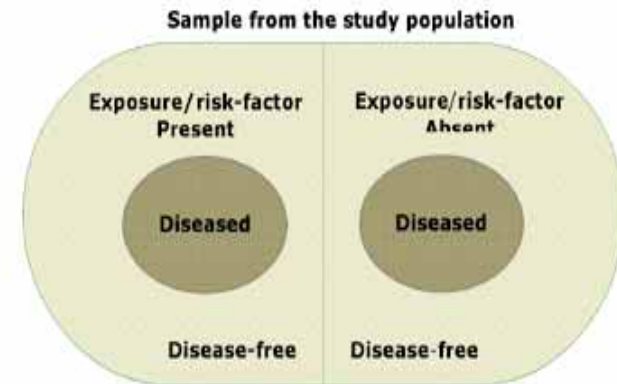 Sample from the study population
Exposure/risk-factor
Present
Exposure/risk-factor
Absent
Diseased
Diseased
Disease-free
Disease-free